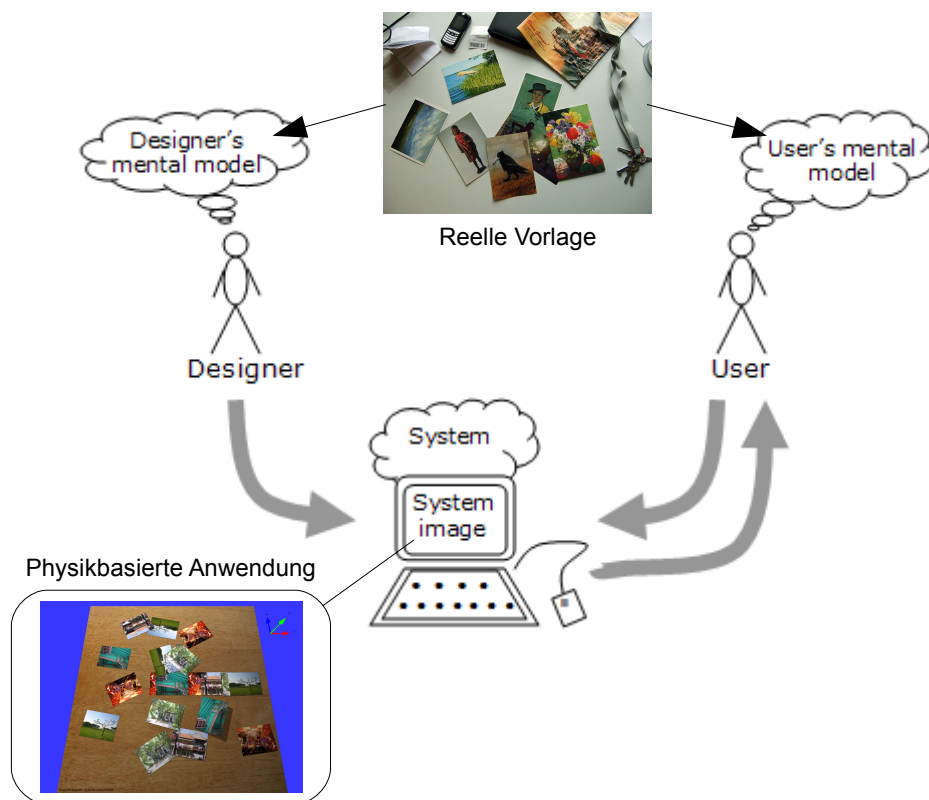 Designer's
mental model
User's mental
model
Reelle Vorlage
Designer
User
System
System
image
Physikbasierte Anwendung